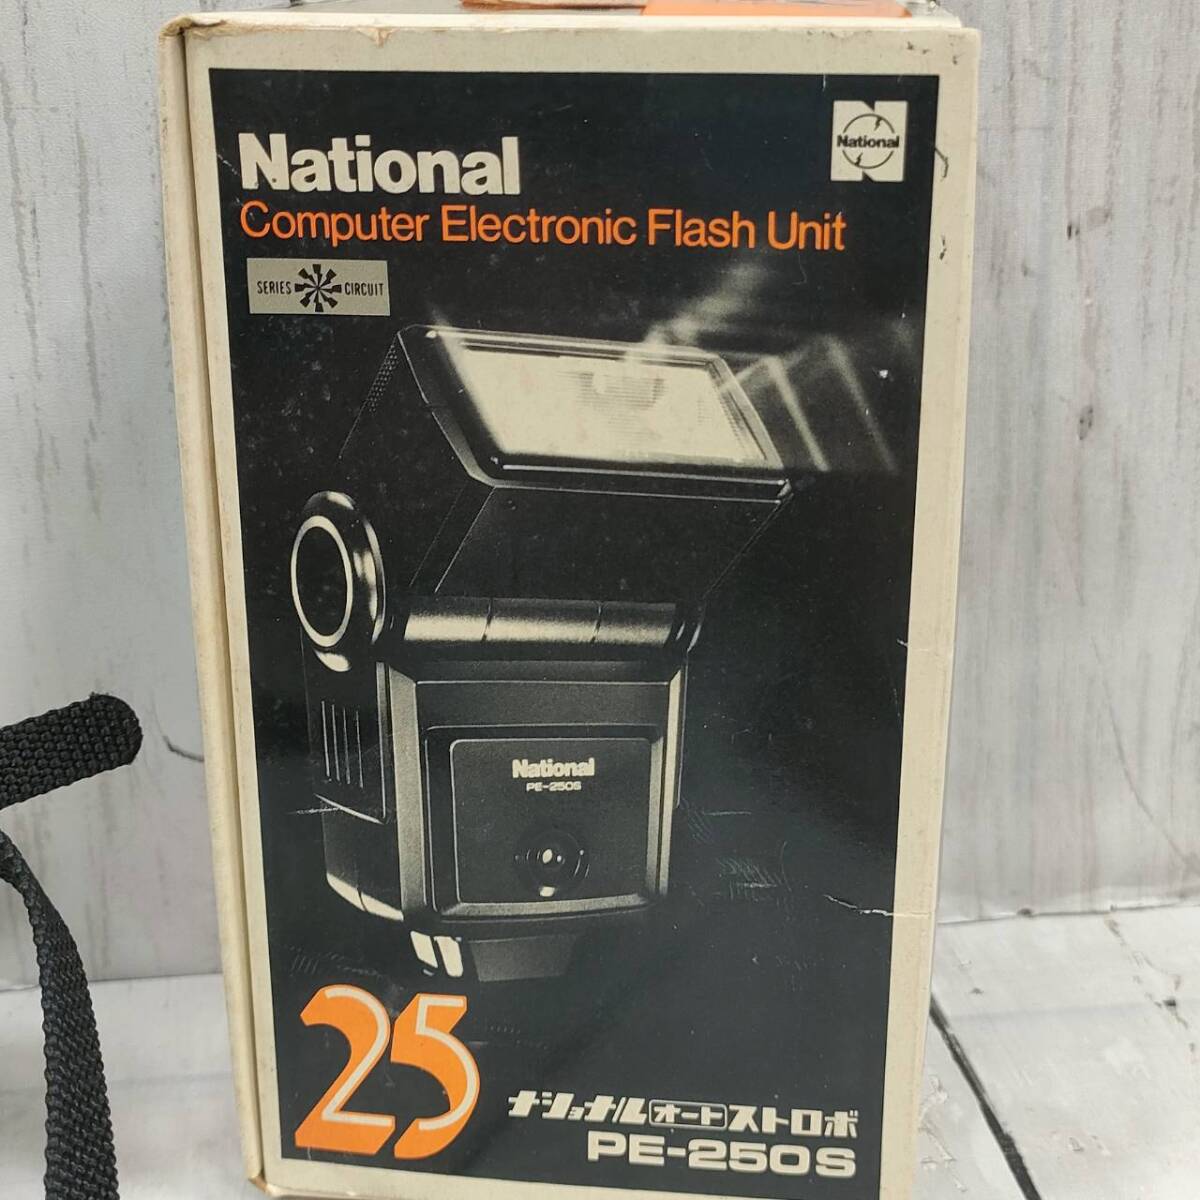 National
National
Computer Electronic Flash Unit
SERIES CIRCUIT
National
PE-250S
25
ナショナルオートストロボ
PE-250S